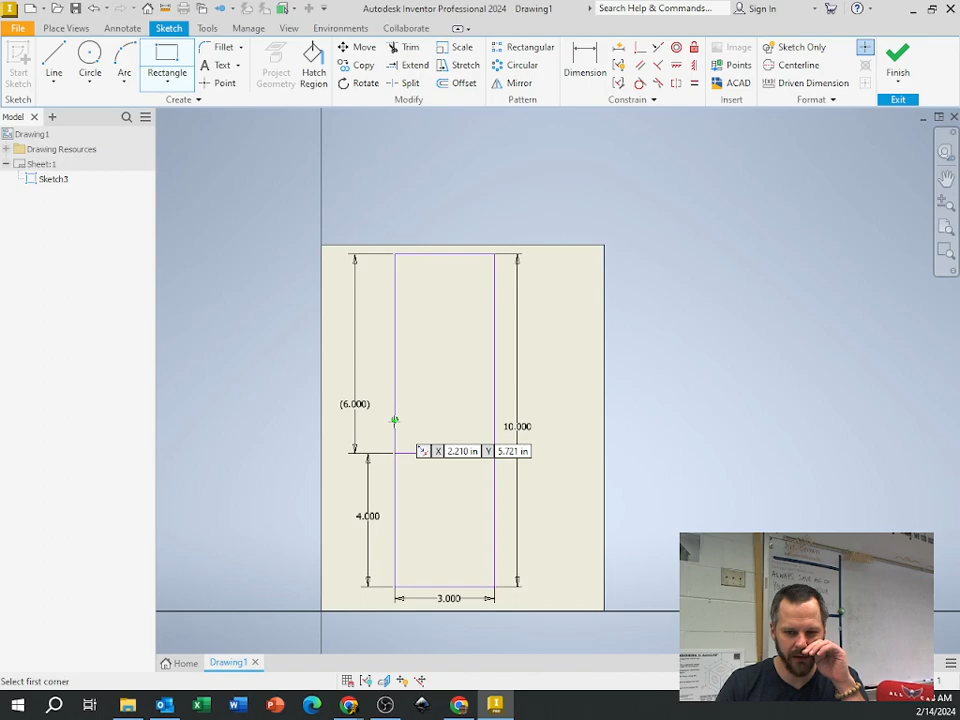 Autodesk Inventor Professional 2024 Drawing1
Search Help & Commands...
Sign In
File Place Views Annotate Sketch Tools Manage View Environments Collaborate
Start Sketch
Line
Circle
Arc
Rectangle
Fillet
Text
Point
Project Geometry
Hatch Region
Move
Copy
Rotate
Trim
Extend
Split
Scale
Stretch
Offset
Rectangular
Circular
Mirror
Dimension
Image
Points
ACAD
Sketch Only
Centerline
Driven Dimension
Finish
Sketch
Create
Modify
Pattern
Constrain
Insert
Format
Exit
Model
Drawing1
Drawing Resources
Sheet:1
Sketch3
(6.000)
10.000
X 2.210 in Y 5.721 in
4.000
3.000
ALWAYS SAVE AS
Home Drawing1
Select first corner
1
AM
2/14/2024